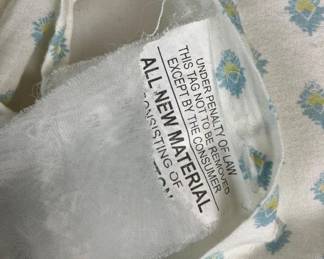 UNDER PENALTY OF LAW
THIS TAG NOT TO BE REMOVED
EXCEPT BY THE CONSUMER
ALL NEW MATERIAL
CONSISTING OF